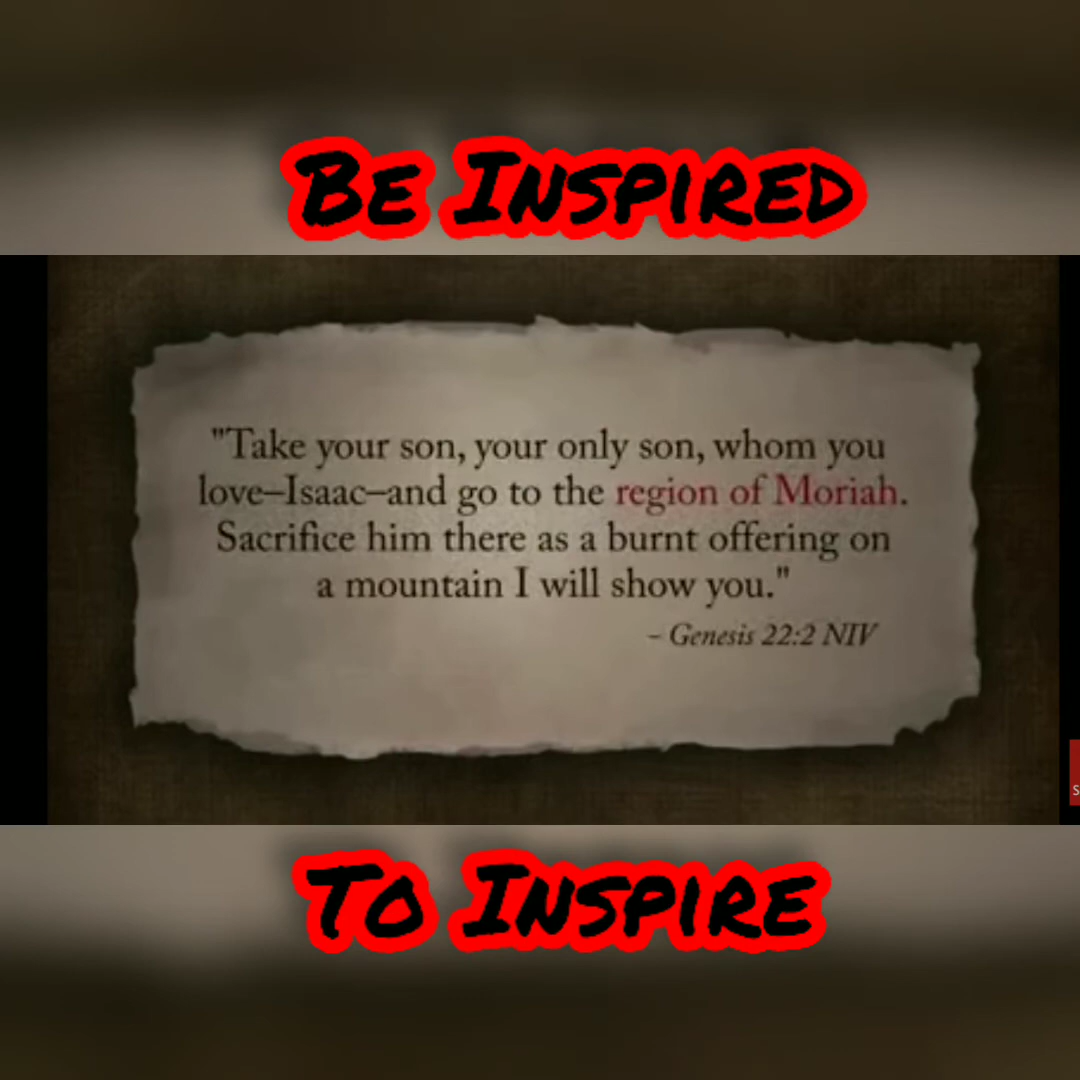 BE INSPIRED
"Take your son, your only son, whom you
love–Isaac–and go to the region of Moriah.
Sacrifice him there as a burnt offering on
a mountain I will show you."
– Genesis 22:2 NIV
S
TO INSPIRE